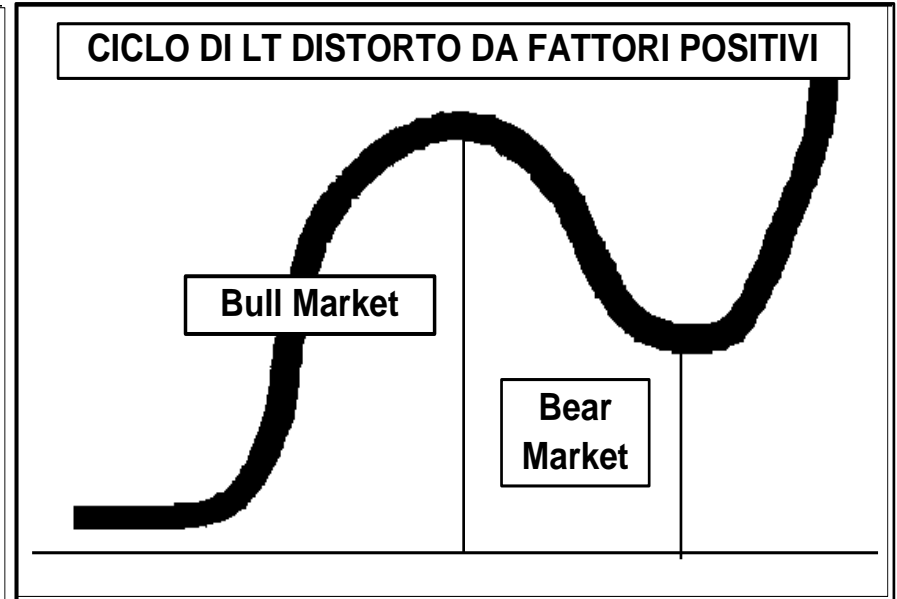 CICLO DI LT DISTORTO DA FATTORI POSITIVI
Bull Market
Bear
Market